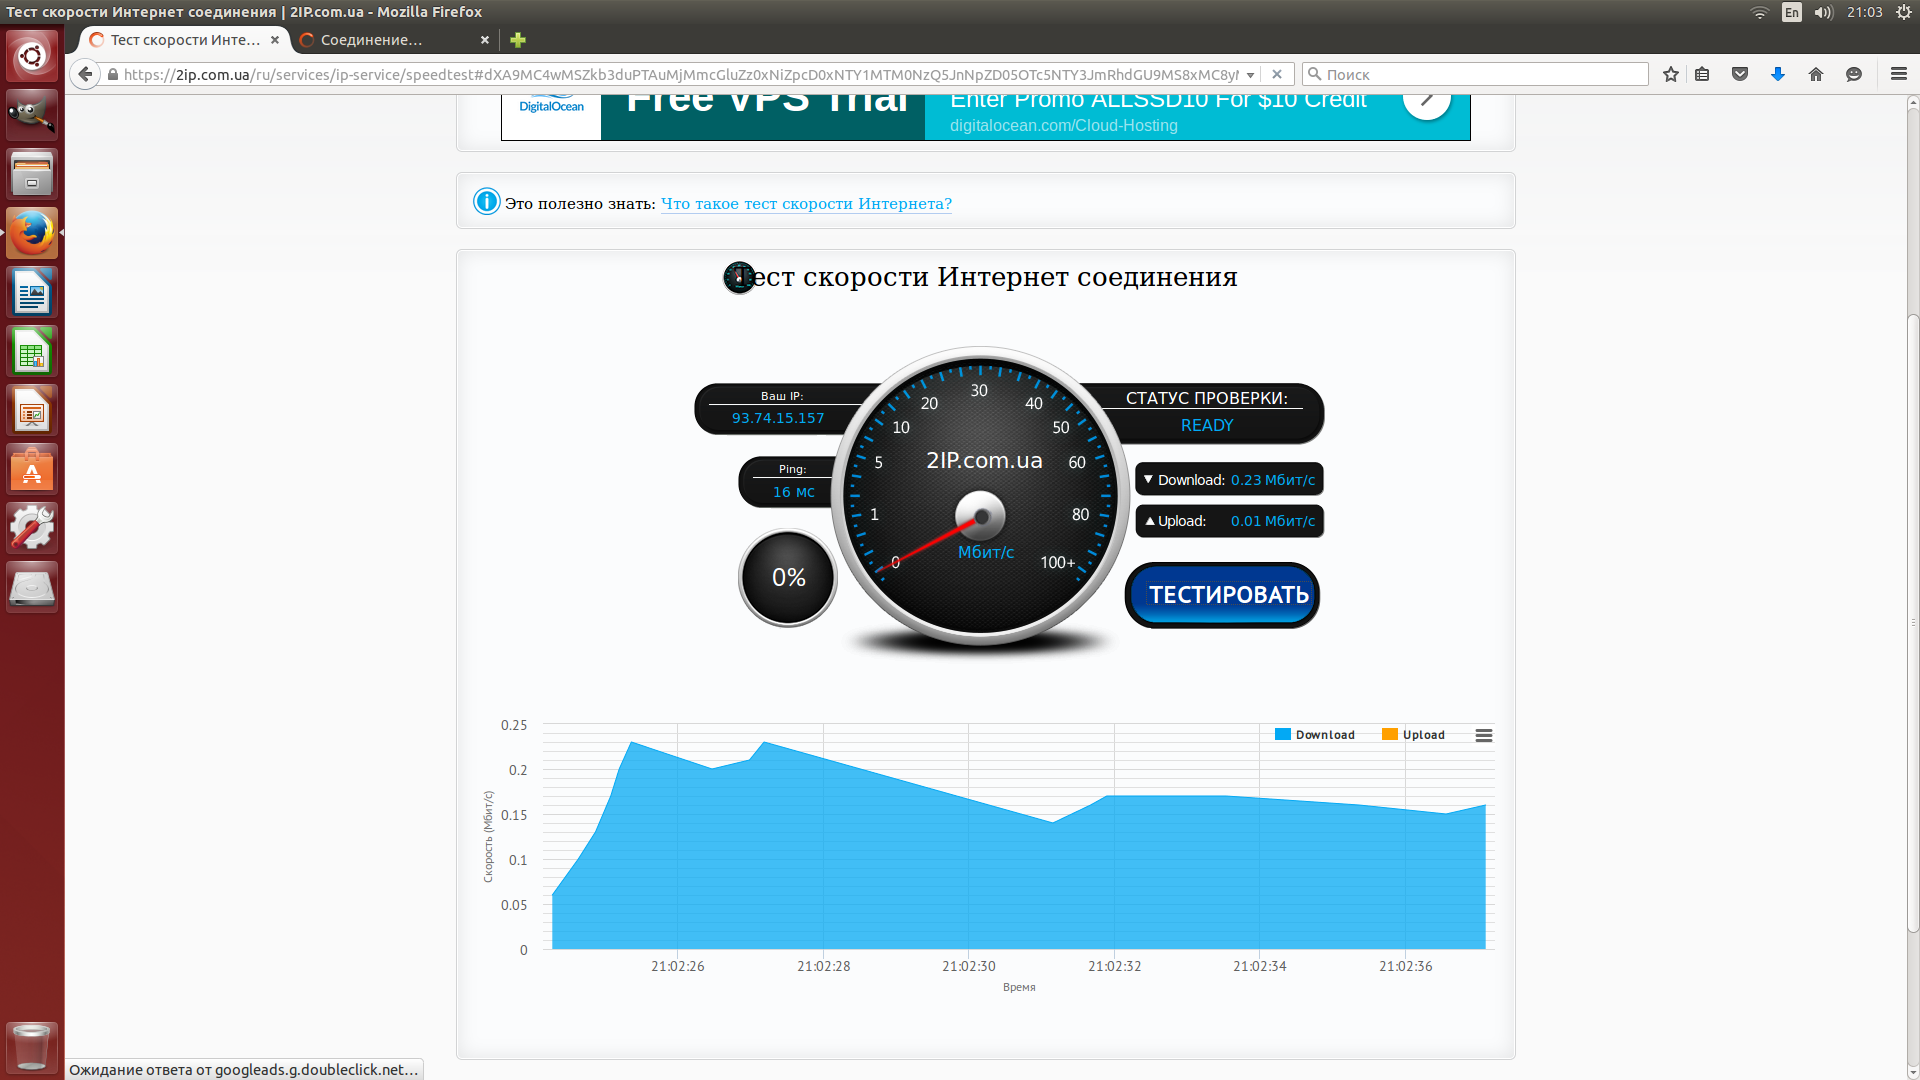 Тест скорости Интернет соединения | 2IP.com.ua - Mozilla Firefox
En
21:03
Тест скорости Инте...
Соединение...
https://2ip.com.ua/ru/services/ip-service/speedtest#dXA9MC4wMSZkb3duPTAuMjMmcGluZz0xNiZpcD0xNTY1MTM0NzQ5JnNpZD05OTc5NTY3JmRhdGU9MS8xMC8yN
Поиск
DigitalOcean
Free VPS Trial
Enter Promo ALLSSD10 For $10 Credit
digitalocean.com/Cloud-Hosting
Это полезно знать: Что такое тест скорости Интернета?
Тест скорости Интернет соединения
Ваш IP:
93.74.15.157
Ping:
16 мс
0%
0
1
5
10
20
30
40
50
60
80
100+
2IP.com.ua
Мбит/с
СТАТУС ПРОВЕРКИ:
READY
▼ Download: 0.23 Мбит/с
▲ Upload: 0.01 Мбит/с
ТЕСТИРОВАТЬ
Download
Upload
0.25
0.2
0.15
0.1
0.05
0
Скорость (Мбит/с)
21:02:26
21:02:28
21:02:30
21:02:32
21:02:34
21:02:36
Время
Ожидание ответа от googleads.g.doubleclick.net...